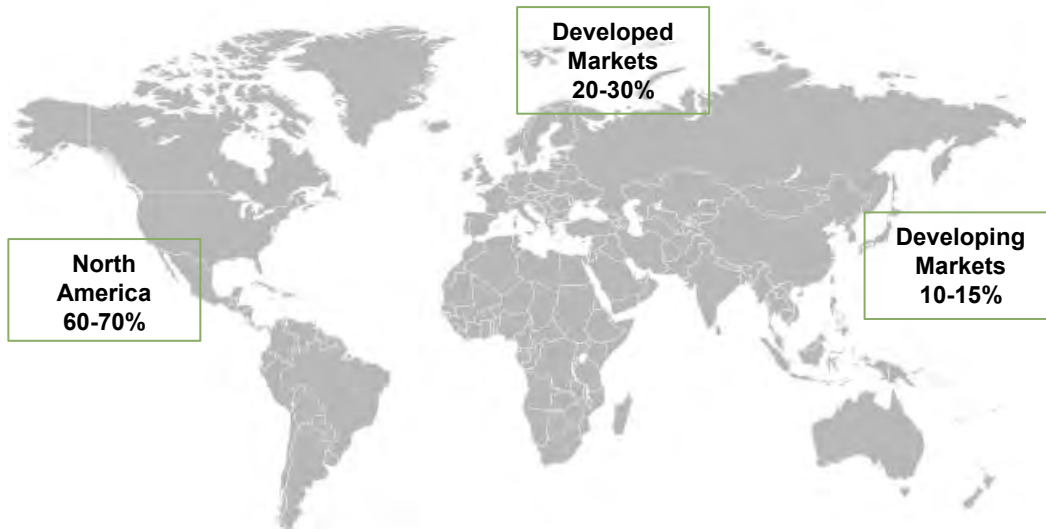 Developed
Markets
20-30%
North
America
60-70%
Developing
Markets
10-15%